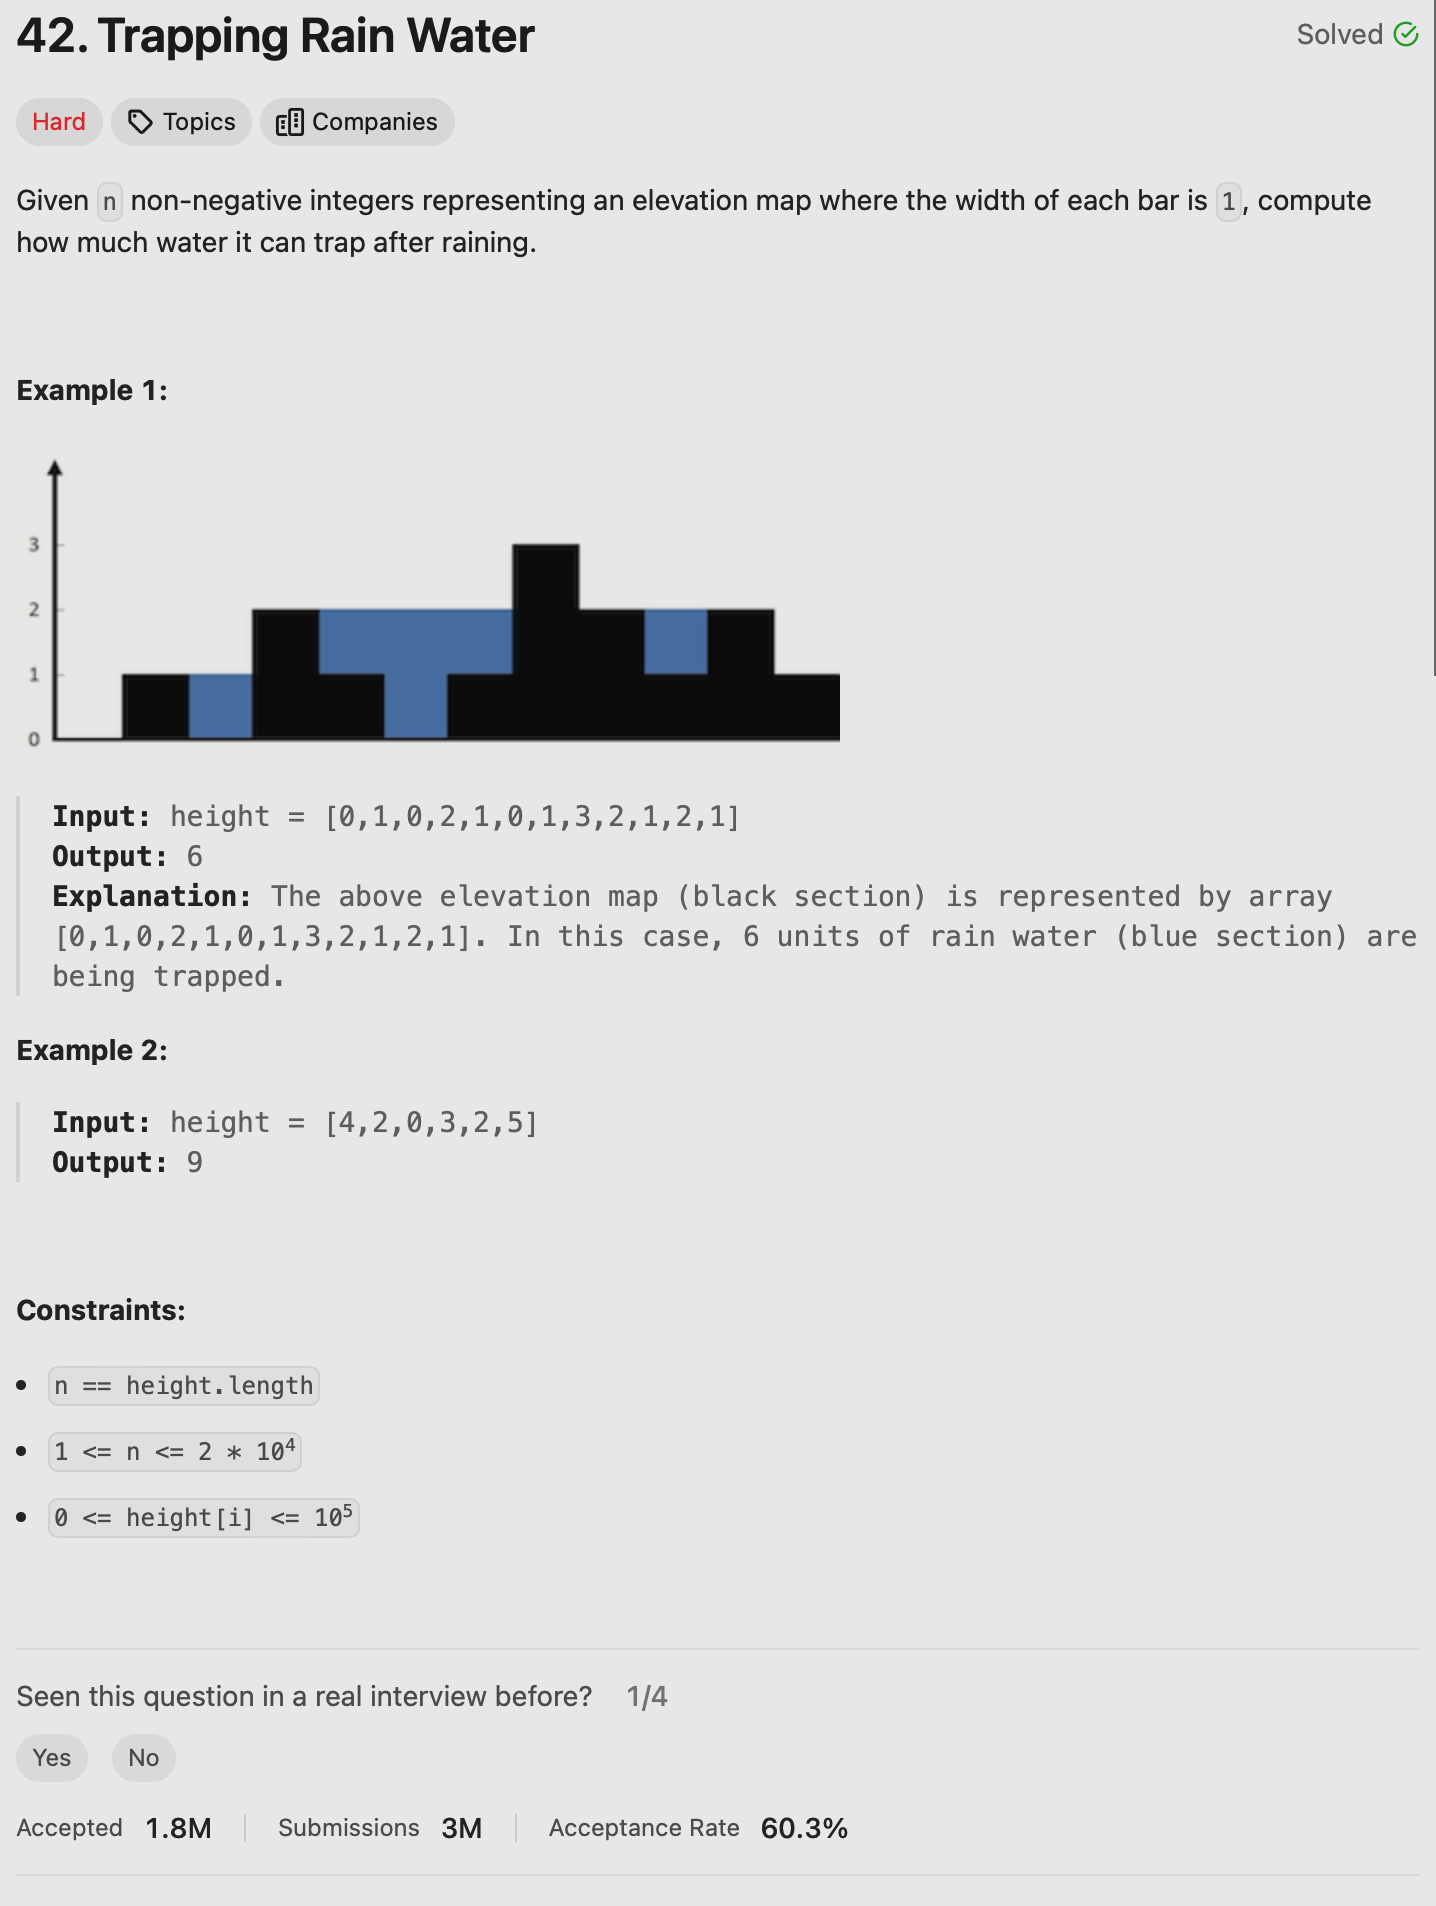 42. Trapping Rain Water
Solved
Hard
Topics
Companies
Given n non-negative integers representing an elevation map where the width of each bar is 1, compute
how much water it can trap after raining.
Example 1:
3
2
1
0
Input: height = [0,1,0,2,1,0,1,3,2,1,2,1]
Output: 6
Explanation: The above elevation map (black section) is represented by array
[0,1,0,2,1,0,1,3,2,1,2,1]. In this case, 6 units of rain water (blue section) are
being trapped.
Example 2:
Input: height = [4,2,0,3,2,5]
Output: 9
Constraints:
• n == height.length
• 1 <= n <= 2 * 10⁴
• 0 <= height[i] <= 10⁵
Seen this question in a real interview before? 1/4
Yes No
Accepted 1.8M Submissions 3M Acceptance Rate 60.3%